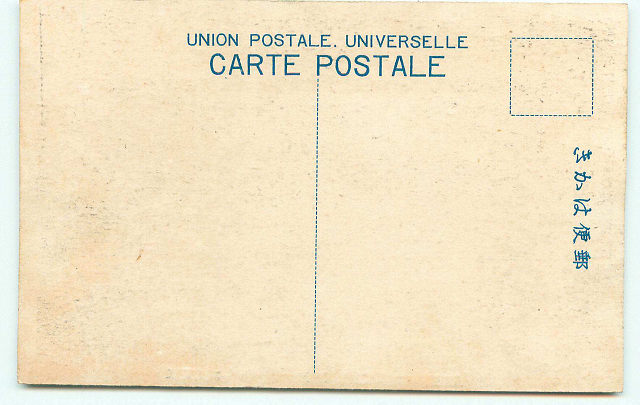 UNION POSTALE. UNIVERSELLE
CARTE POSTALE
郵便はかき